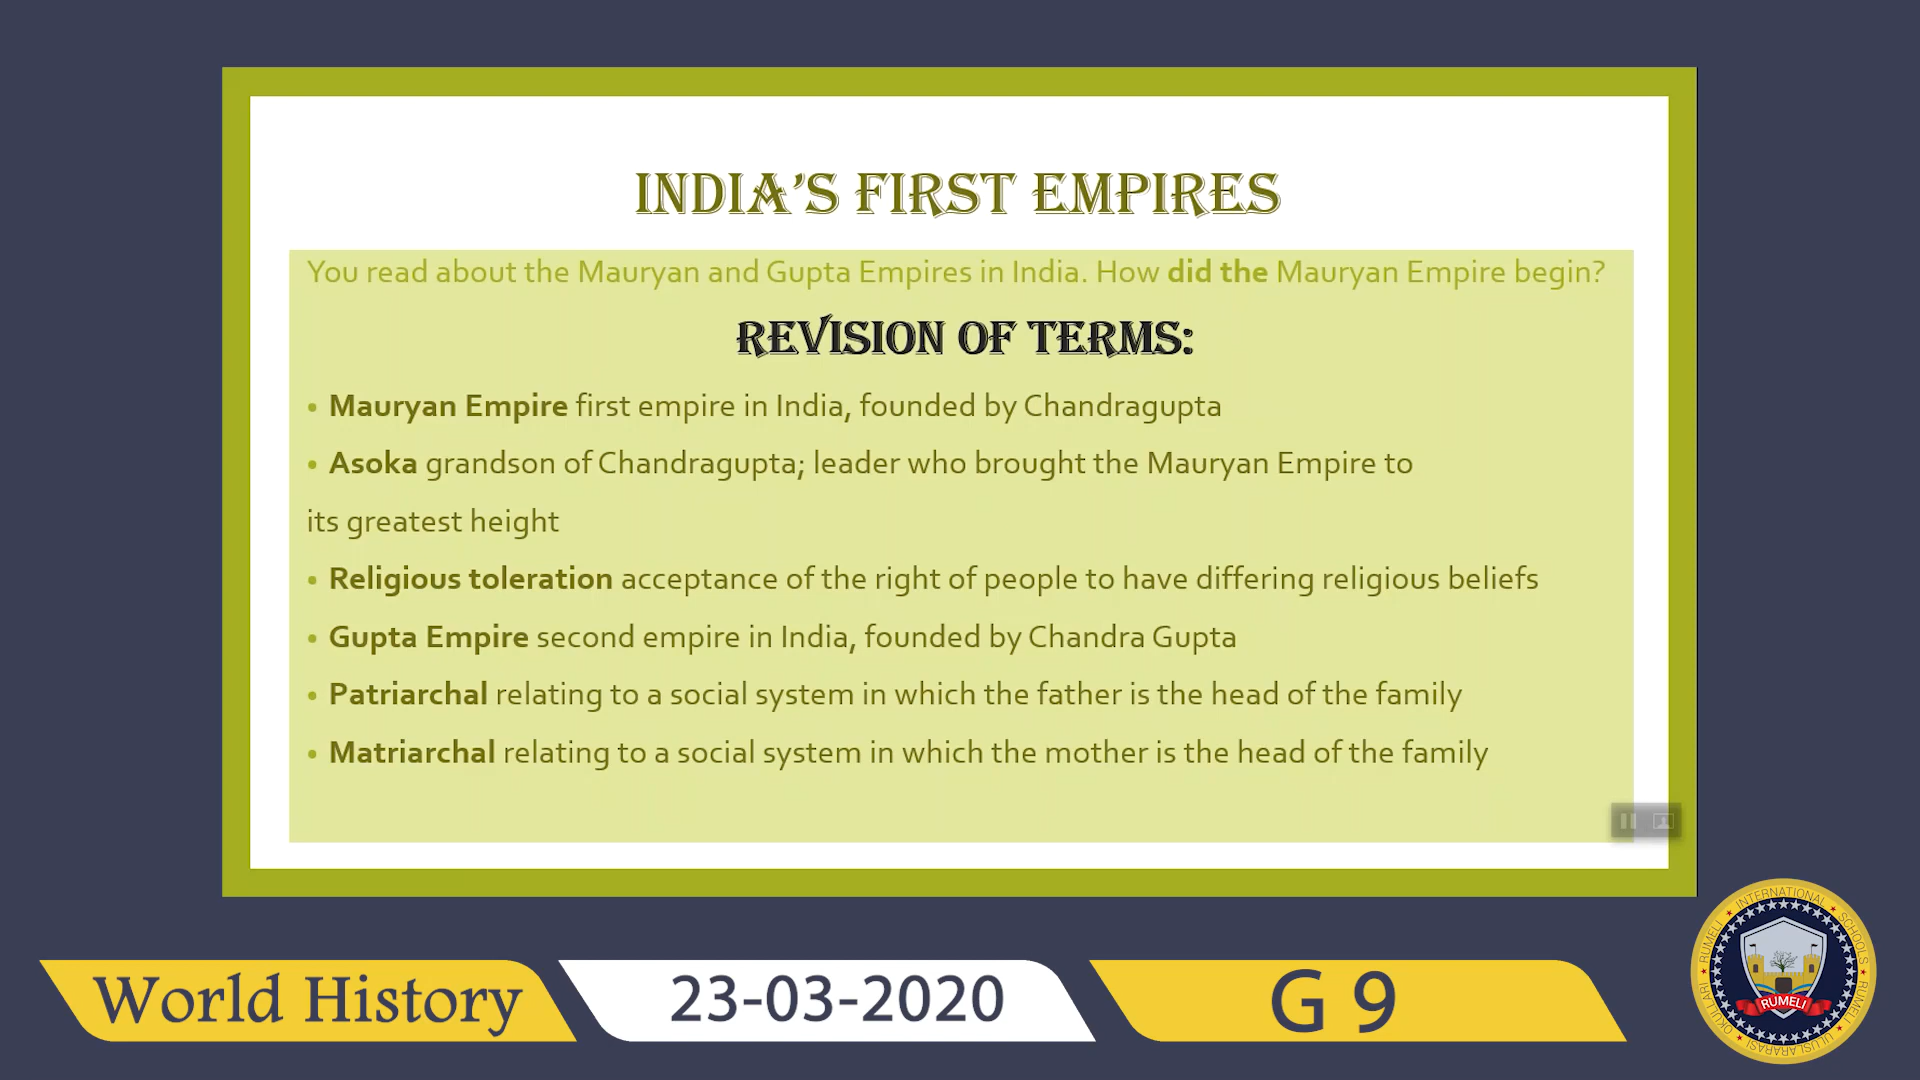 INDIA'S FIRST EMPIRES
You read about the Mauryan and Gupta Empires in India. How did the Mauryan Empire begin?
REVISION OF TERMS:
• Mauryan Empire first empire in India, founded by Chandragupta
• Asoka grandson of Chandragupta; leader who brought the Mauryan Empire to
its greatest height
• Religious toleration acceptance of the right of people to have differing religious beliefs
• Gupta Empire second empire in India, founded by Chandra Gupta
• Patriarchal relating to a social system in which the father is the head of the family
• Matriarchal relating to a social system in which the mother is the head of the family
World History
23-03-2020
G 9
RUMELI INTERNATIONAL SCHOOLS
RUMELI ULUSLARARASI OKULLARI
RUMELI